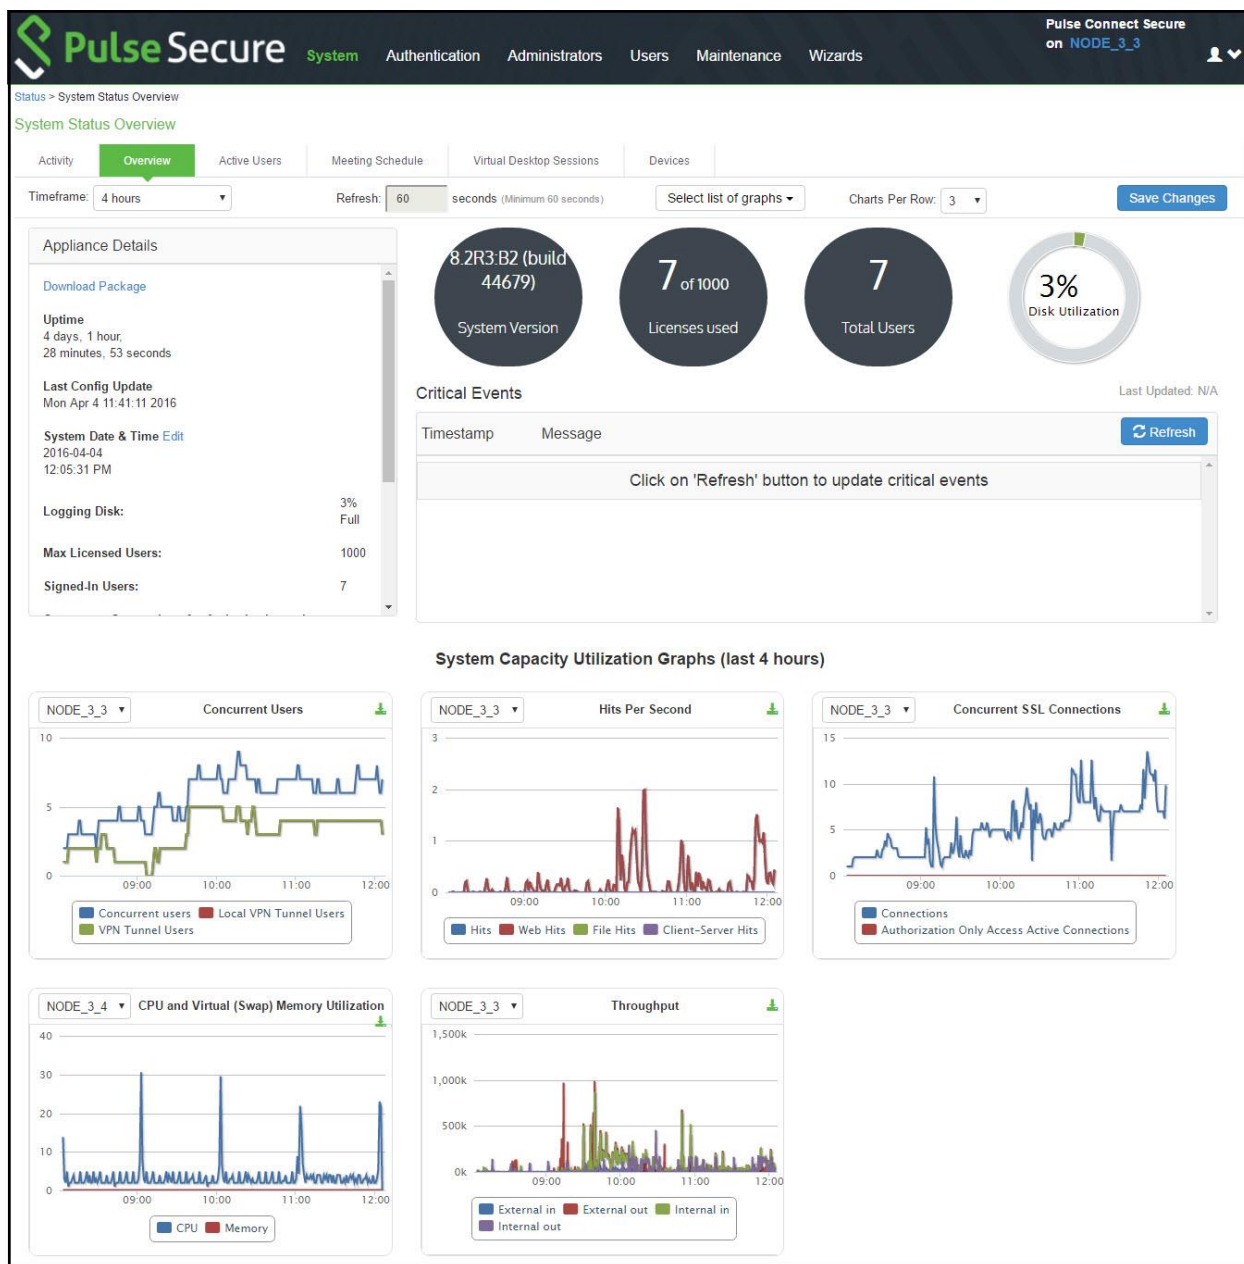 Pulse Secure
System Authentication Administrators Users Maintenance Wizards
Pulse Connect Secure
on NODE_3_3
Status > System Status Overview
System Status Overview
Activity Overview Active Users Meeting Schedule Virtual Desktop Sessions Devices
Timeframe: 4 hours Refresh: 60 seconds (Minimum 60 seconds) Select list of graphs Charts Per Row: 3 Save Changes
Appliance Details
Download Package
Uptime
4 days, 1 hour,
28 minutes, 53 seconds
Last Config Update
Mon Apr 4 11:41:11 2016
System Date & Time Edit
2016-04-04
12:05:31 PM
Logging Disk: 3%
Full
Max Licensed Users: 1000
Signed-In Users: 7
8.2R3:B2 (build
44679)
System Version
7 of 1000
Licenses used
7
Total Users
3%
Disk Utilization
Critical Events
Last Updated: N/A
Timestamp Message Refresh
Click on 'Refresh' button to update critical events
System Capacity Utilization Graphs (last 4 hours)
NODE_3_3 Concurrent Users
10
5
0
09:00 10:00 11:00 12:00
Concurrent users Local VPN Tunnel Users
VPN Tunnel Users
NODE_3_3 Hits Per Second
3
2
1
0
09:00 10:00 11:00 12:00
Hits Web Hits File Hits Client-Server Hits
NODE_3_3 Concurrent SSL Connections
15
10
5
0
09:00 10:00 11:00 12:00
Connections
Authorization Only Access Active Connections
NODE_3_4 CPU and Virtual (Swap) Memory Utilization
40
30
20
10
0
09:00 10:00 11:00 12:00
CPU Memory
NODE_3_3 Throughput
1,500k
1,000k
500k
0k
09:00 10:00 11:00 12:00
External in External out Internal in
Internal out